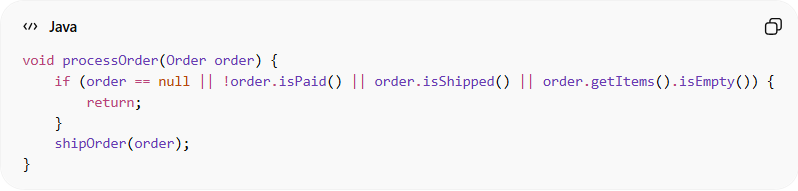 </> Java
void processOrder(Order order) {
    if (order == null || !order.isPaid() || order.isShipped() || order.getItems().isEmpty()) {
        return;
    }
    shipOrder(order);
}